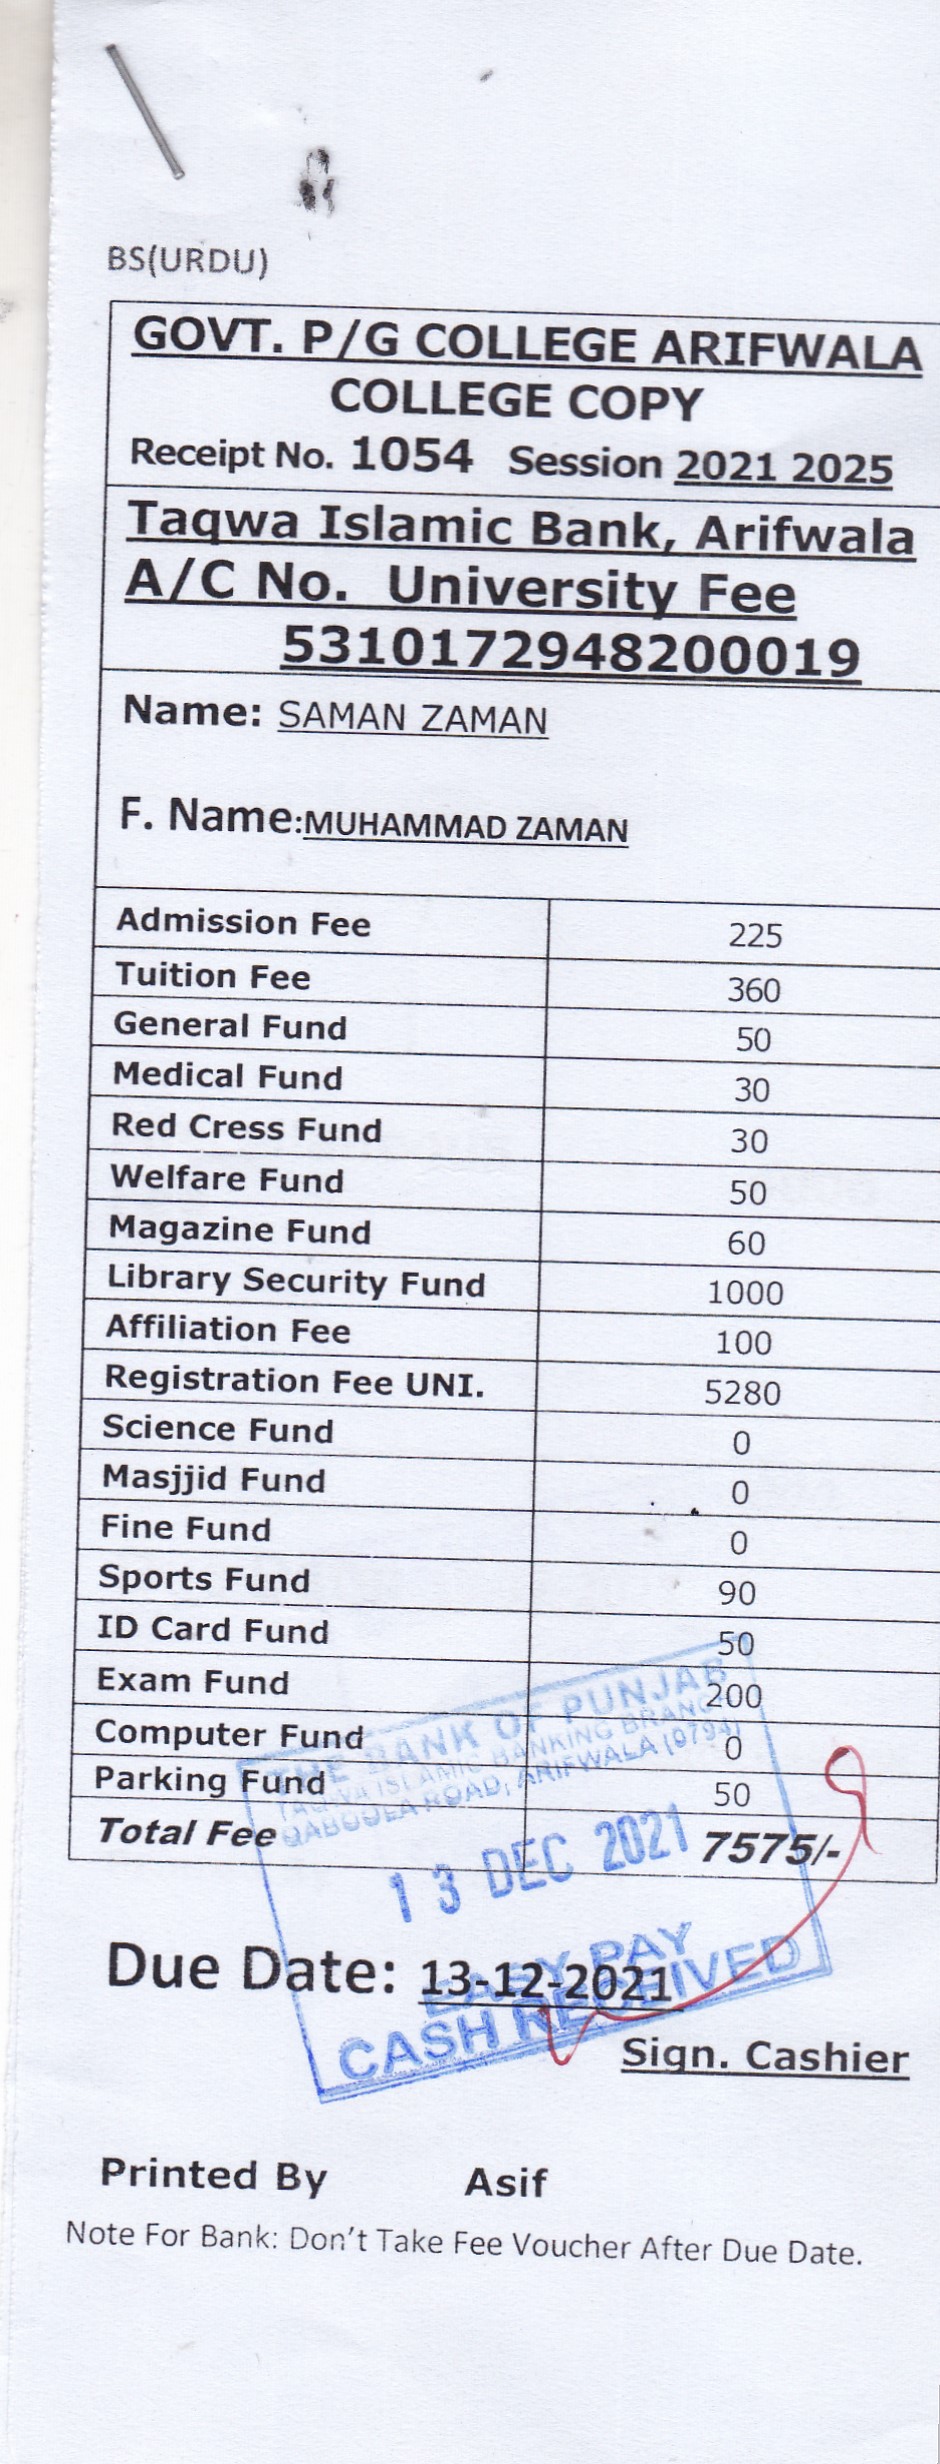 BS(URDU)
GOVT. P/G COLLEGE ARIFWALA
COLLEGE COPY
Receipt No. 1054 Session 2021 2025
Taqwa Islamic Bank, Arifwala
A/C No. University Fee
5310172948200019
Name: SAMAN ZAMAN
F. Name:MUHAMMAD ZAMAN
Admission Fee 225
Tuition Fee 360
General Fund 50
Medical Fund 30
Red Cress Fund 30
Welfare Fund 50
Magazine Fund 60
Library Security Fund 1000
Affiliation Fee 100
Registration Fee UNI. 5280
Science Fund 0
Masjjid Fund 0
Fine Fund 0
Sports Fund 90
ID Card Fund 50
Exam Fund 200
Computer Fund 0
Parking Fund 50
Total Fee 7575/-
THE BANK OF PUNJAB
TAQWA ISLAMIC BANKING BRANCH
QABOOLA ROAD, ARIFWALA (0794)
13 DEC 2021
EASY PAY
CASH RECEIVED
Due Date: 13-12-2021
Sign. Cashier
Printed By Asif
Note For Bank: Don't Take Fee Voucher After Due Date.